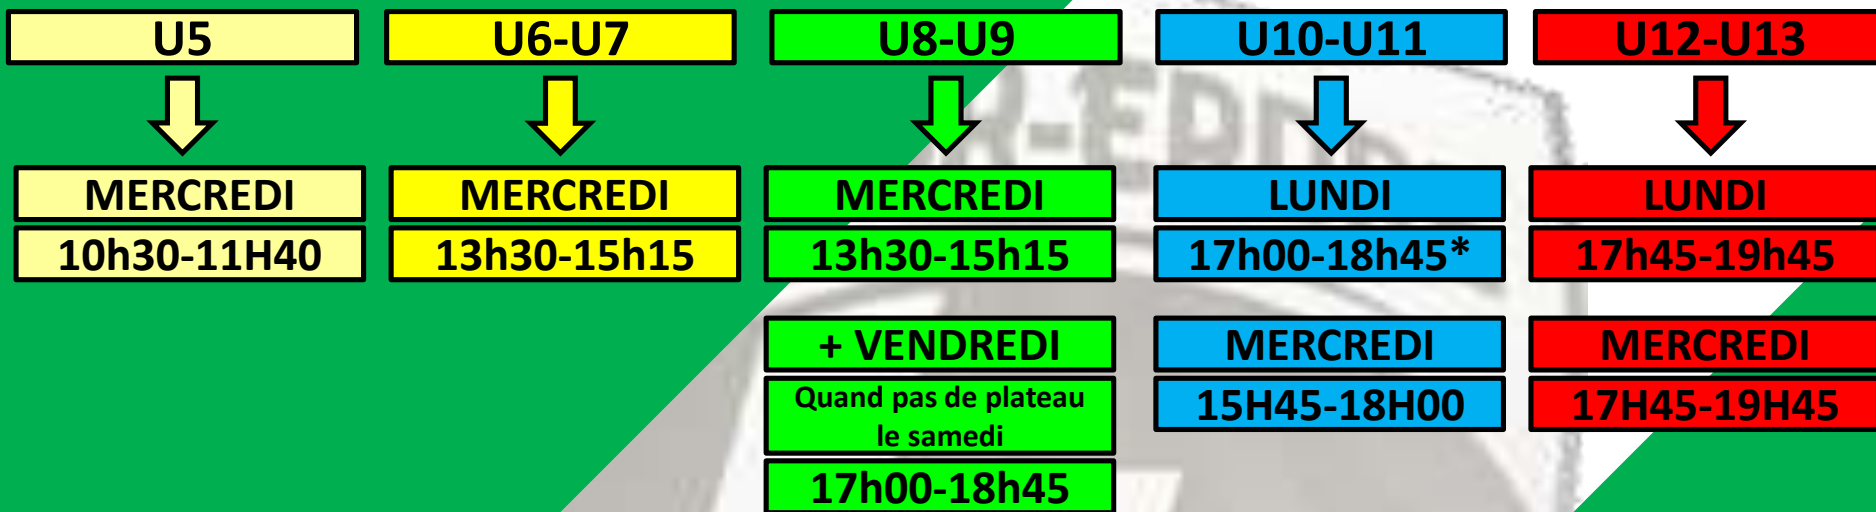 U5
U6-U7
U8-U9
U10-U11
U12-U13
MERCREDI
MERCREDI
MERCREDI
LUNDI
LUNDI
10h30-11H40
13h30-15h15
13h30-15h15
17h00-18h45*
17h45-19h45
+ VENDREDI
MERCREDI
MERCREDI
Quand pas de plateau
le samedi
15H45-18H00
17H45-19H45
17h00-18h45